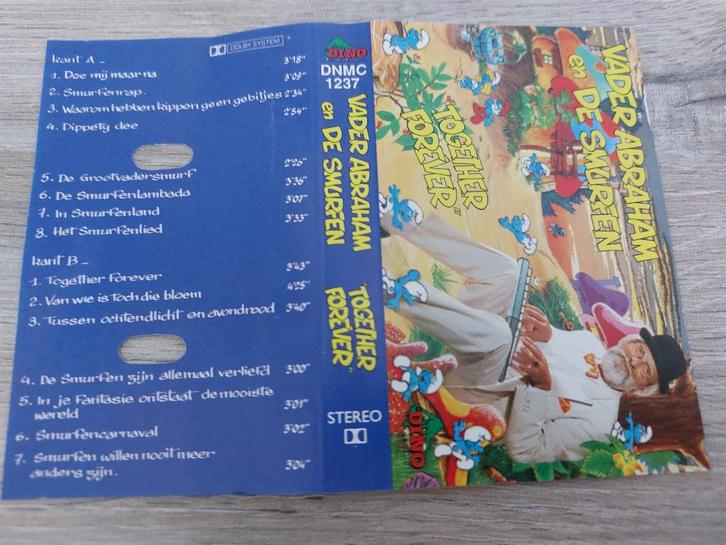 DOLBY SYSTEM
Kant A -
1. Doe mij maar na 3'18"
2. Smurfenrap. 3'09"
3. Waarom hebben kippen geen gebitjes 2'34"
4. Dippety dee 2'54"
5. De Grootvadersmurf 2'26"
6. De Smurfenlambada 3'36"
7. In Smurfenland 3'07"
8. Het Smurfenlied 3'33"
Kant B -
1. Together Forever 3'43"
2. Van wie is toch die bloem 4'25"
3. Tussen ochtendlicht en avondrood 3'40"
4. De Smurfen zijn allemaal verliefd 3'00"
5. In je fantasie ontstaat de mooiste
wereld 3'01"
6. Smurfencarnaval 3'02"
7. Smurfen willen nooit meer
anders zijn. 3'04"
DINO
DNMC
1237
VADER ABRAHAM
en DE SMURFEN
"TOGETHER
FOREVER"
STEREO
VADER ABRAHAM
en DE SMURFEN
"TOGETHER
FOREVER"
DINO